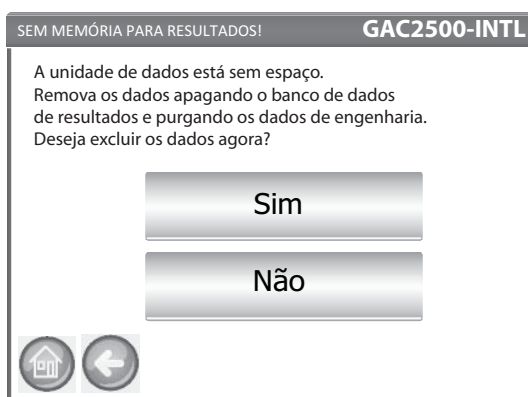 SEM MEMÓRIA PARA RESULTADOS!
GAC2500-INTL
A unidade de dados está sem espaço.
Remova os dados apagando o banco de dados
de resultados e purgando os dados de engenharia.
Deseja excluir os dados agora?
Sim
Não